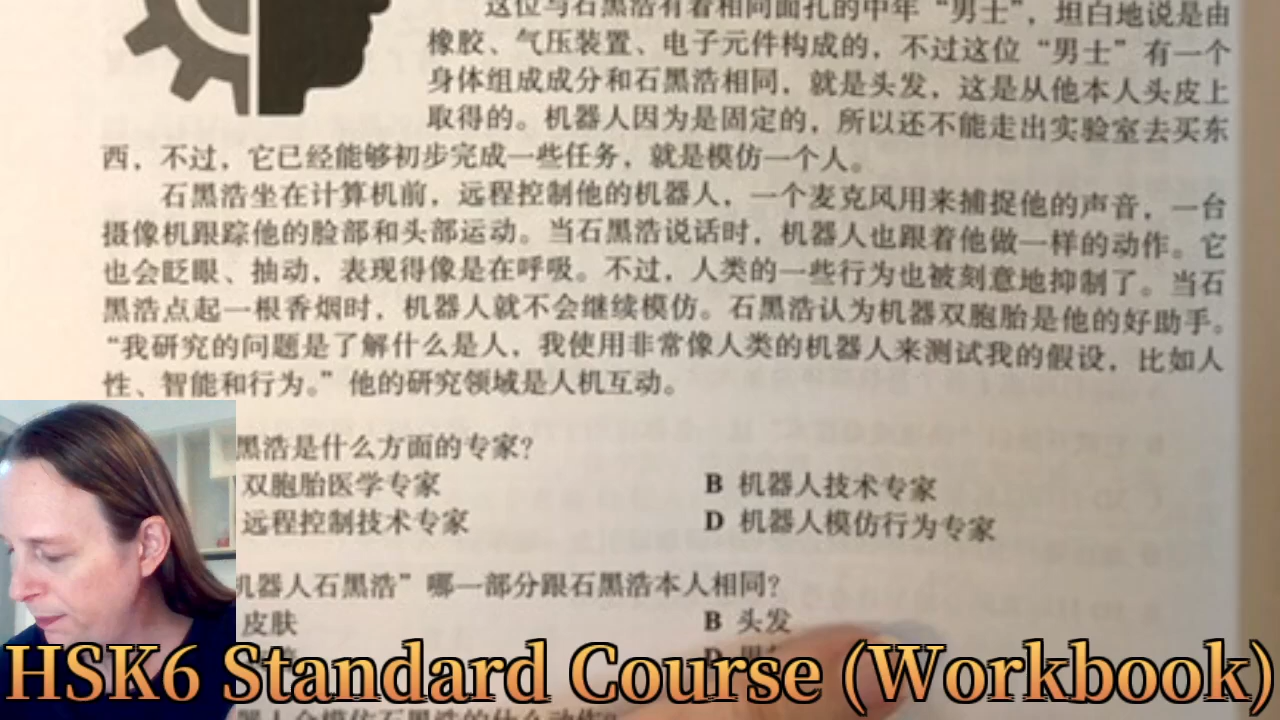 这位与石黑浩有着相同面孔的中年“男士”，坦白地说是由
橡胶、气压装置、电子元件构成的，不过这位“男士”有一个
身体组成成分和石黑浩相同，就是头发，这是从他本人头皮上
取得的。机器人因为是固定的，所以还不能走出实验室去买东
西，不过，它已经能够初步完成一些任务，就是模仿一个人。
石黑浩坐在计算机前，远程控制他的机器人，一个麦克风用来捕捉他的声音，一台
摄像机跟踪他的脸部和头部运动。当石黑浩说话时，机器人也跟着他做一样的动作。它
也会眨眼、抽动，表现得像是在呼吸。不过，人类的一些行为也被刻意地抑制了。当石
黑浩点起一根香烟时，机器人就不会继续模仿。石黑浩认为机器双胞胎是他的好助手。
“我研究的问题是了解什么是人，我使用非常像人类的机器人来测试我的假设，比如人
性、智能和行为。”他的研究领域是人机互动。
黑浩是什么方面的专家？
双胞胎医学专家 B 机器人技术专家
远程控制技术专家 D 机器人模仿行为专家
机器人石黑浩”哪一部分跟石黑浩本人相同？
皮肤 B 头发
D
器人会模仿石黑浩的什么动作？
HSK6 Standard Course (Workbook)